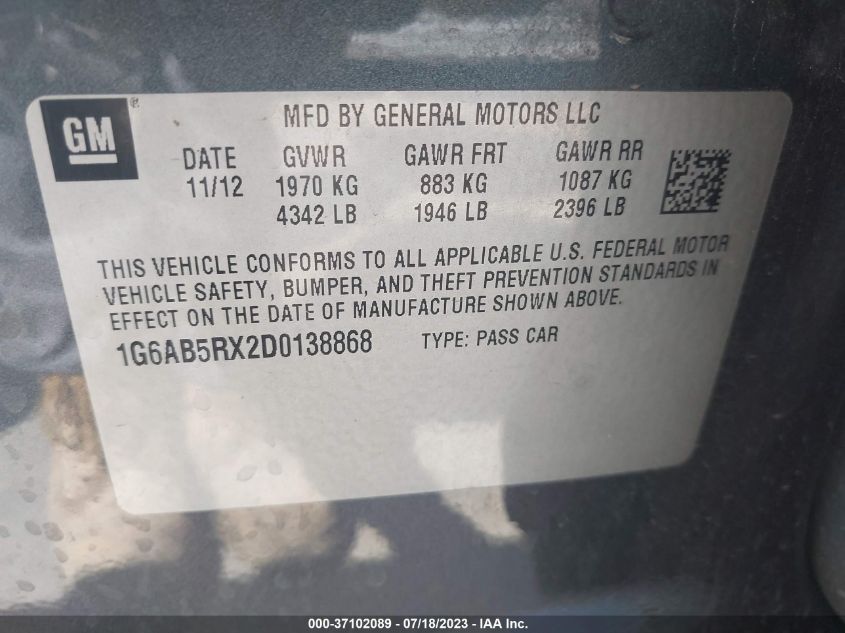 GM®
MFD BY GENERAL MOTORS LLC
DATE GVWR GAWR FRT GAWR RR
11/12 1970 KG 883 KG 1087 KG
4342 LB 1946 LB 2396 LB
THIS VEHICLE CONFORMS TO ALL APPLICABLE U.S. FEDERAL MOTOR
VEHICLE SAFETY, BUMPER, AND THEFT PREVENTION STANDARDS IN
EFFECT ON THE DATE OF MANUFACTURE SHOWN ABOVE.
1G6AB5RX2D0138868 TYPE: PASS CAR
000-37102089 - 07/18/2023 - IAA Inc.